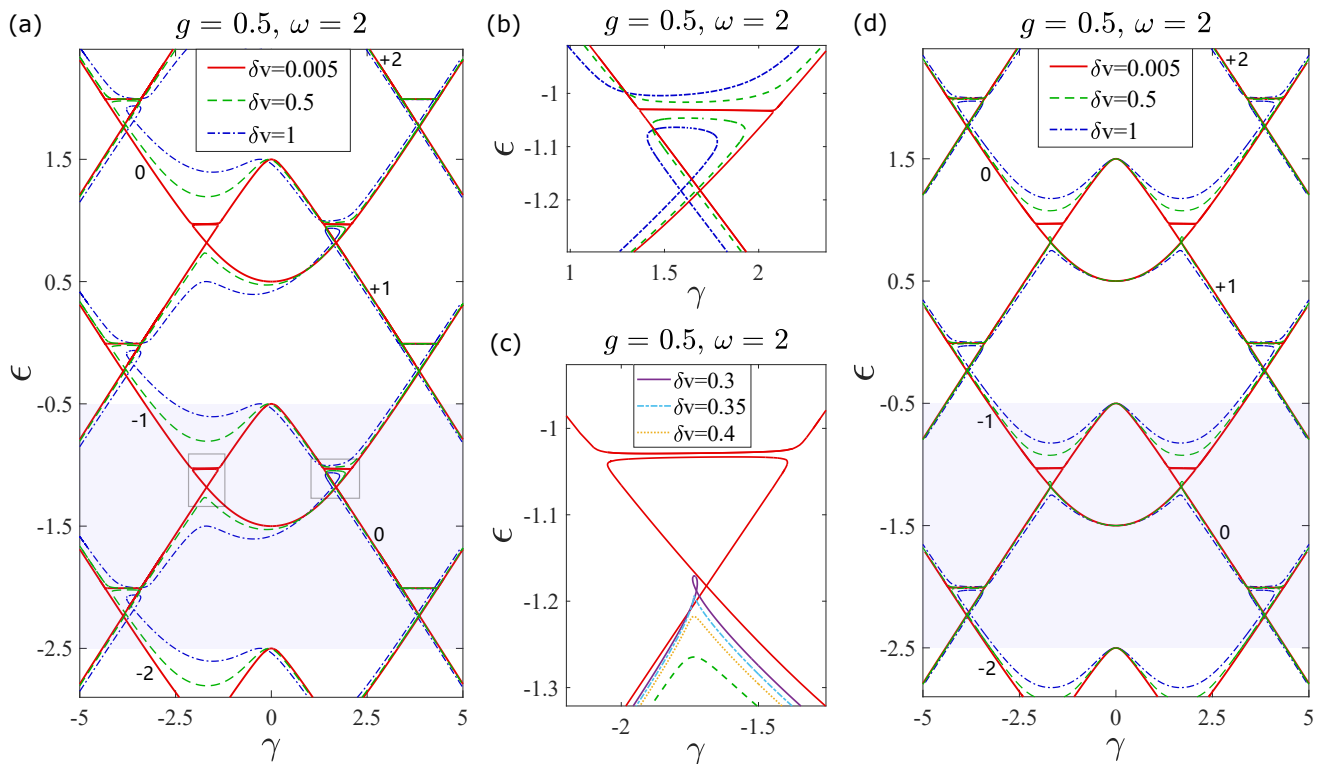 (a)
g = 0.5, ω = 2
δv=0.005
δv=0.5
δv=1
+2
0
+1
-1
0
-2
1.5
0.5
-0.5
-1.5
-2.5
ϵ
-5
-2.5
0
2.5
5
γ
(b)
g = 0.5, ω = 2
-1
-1.1
-1.2
ϵ
1
1.5
2
γ
(c)
g = 0.5, ω = 2
δv=0.3
δv=0.35
δv=0.4
-1
-1.1
-1.2
-1.3
ϵ
-2
-1.5
γ
(d)
g = 0.5, ω = 2
δv=0.005
δv=0.5
δv=1
+2
0
+1
-1
0
-2
1.5
0.5
-0.5
-1.5
-2.5
ϵ
-5
-2.5
0
2.5
5
γ